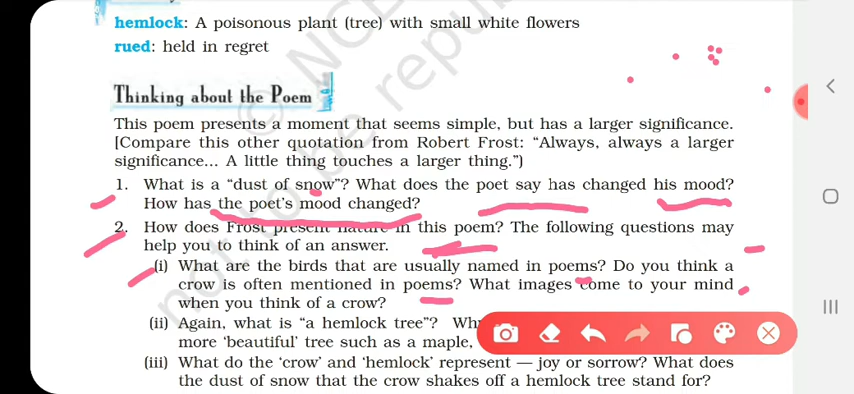 hemlock: A poisonous plant (tree) with small white flowers
rued: held in regret
Thinking about the Poem
This poem presents a moment that seems simple, but has a larger significance.
[Compare this other quotation from Robert Frost: “Always, always a larger
significance... A little thing touches a larger thing.”)
1. What is a “dust of snow”? What does the poet say has changed his mood?
How has the poet's mood changed?
2. How does Frost present nature in this poem? The following questions may
help you to think of an answer.
(i) What are the birds that are usually named in poems? Do you think a
crow is often mentioned in poems? What images come to your mind
when you think of a crow?
(ii) Again, what is “a hemlock tree”?
more ‘beautiful’ tree such as a maple,
(iii) What do the ‘crow’ and ‘hemlock’ represent — joy or sorrow? What does
the dust of snow that the crow shakes off a hemlock tree stand for?